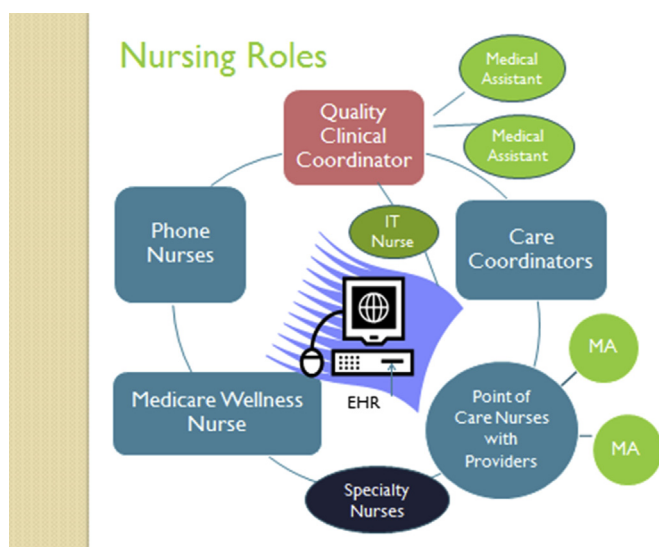 Nursing Roles
Medical
Assistant
Quality
Clinical
Coordinator
Medical
Assistant
IT
Nurse
Phone
Nurses
Care
Coordinators
MA
Medicare Wellness
Nurse
EHR
Point of
Care Nurses
with
Providers
MA
Specialty
Nurses